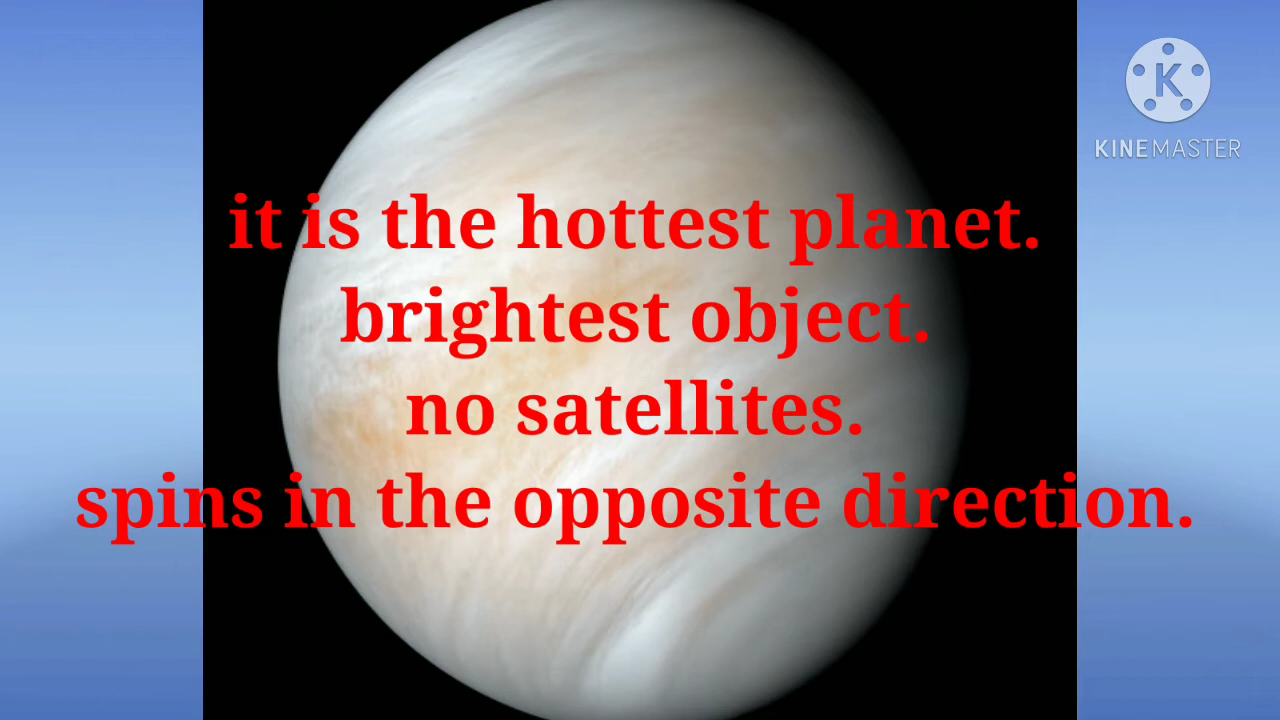 K
KINEMASTER
it is the hottest planet.
brightest object.
no satellites.
spins in the opposite direction.